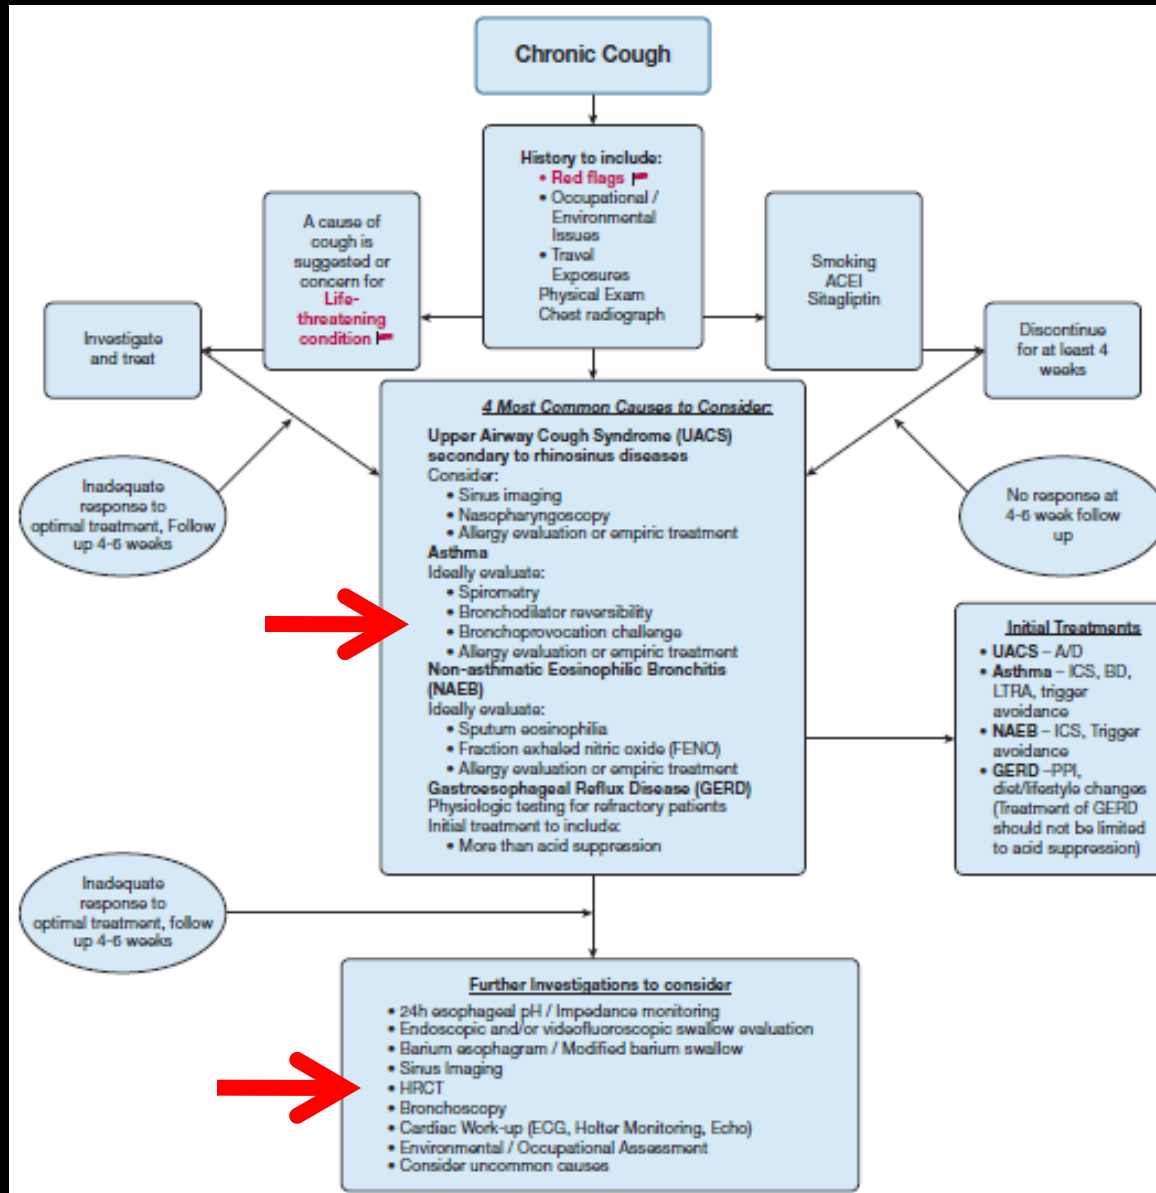 Chronic Cough
History to include:
• Red flags
• Occupational /
Environmental
Issues
• Travel
Exposures
Physical Exam
Chest radiograph
A cause of
cough is
suggested or
concern for
Life-
threatening
condition
Smoking
ACEI
Sitagliptin
Investigate
and treat
Discontinue
for at least 4
weeks
4 Most Common Causes to Consider:
Upper Airway Cough Syndrome (UACS)
secondary to rhinosinus diseases
Consider:
• Sinus imaging
• Nasopharyngoscopy
• Allergy evaluation or empiric treatment
Asthma
Ideally evaluate:
• Spirometry
• Bronchodilator reversibility
• Bronchoprovocation challenge
• Allergy evaluation or empiric treatment
Non-asthmatic Eosinophilic Bronchitis
(NAEB)
Ideally evaluate:
• Sputum eosinophilia
• Fraction exhaled nitric oxide (FENO)
• Allergy evaluation or empiric treatment
Gastroesophageal Reflux Disease (GERD)
Physiologic testing for refractory patients
Initial treatment to include:
• More than acid suppression
Inadequate
response to
optimal treatment, Follow
up 4-6 weeks
No response at
4-6 week follow
up
Initial Treatments
• UACS – A/D
• Asthma – ICS, BD,
LTRA, trigger
avoidance
• NAEB – ICS, Trigger
avoidance
• GERD –PPI,
diet/lifestyle changes
(Treatment of GERD
should not be limited
to acid suppression)
Inadequate
response to
optimal treatment, follow
up 4-6 weeks
Further Investigations to consider
• 24h esophageal pH / Impedance monitoring
• Endoscopic and/or videofluoroscopic swallow evaluation
• Barium esophagram / Modified barium swallow
• Sinus Imaging
• HRCT
• Bronchoscopy
• Cardiac Work-up (ECG, Holter Monitoring, Echo)
• Environmental / Occupational Assessment
• Consider uncommon causes